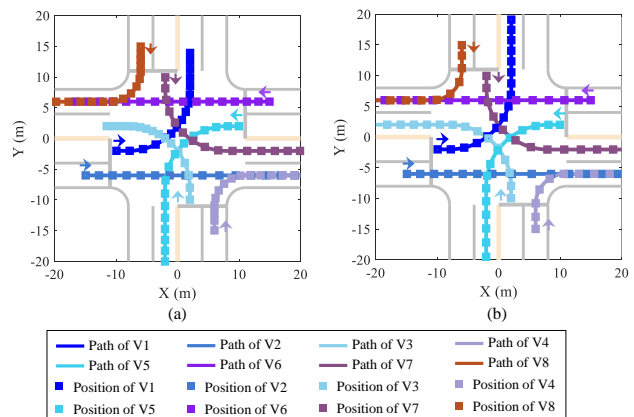 20
15
10
5
0
-5
-10
-15
-20
Y (m)
-20
-10
0
10
20
X (m)
(a)
20
15
10
5
0
-5
-10
-15
-20
Y (m)
-20
-10
0
10
20
X (m)
(b)
Path of V1 Path of V2 Path of V3 Path of V4
Path of V5 Path of V6 Path of V7 Path of V8
Position of V1 Position of V2 Position of V3 Position of V4
Position of V5 Position of V6 Position of V7 Position of V8